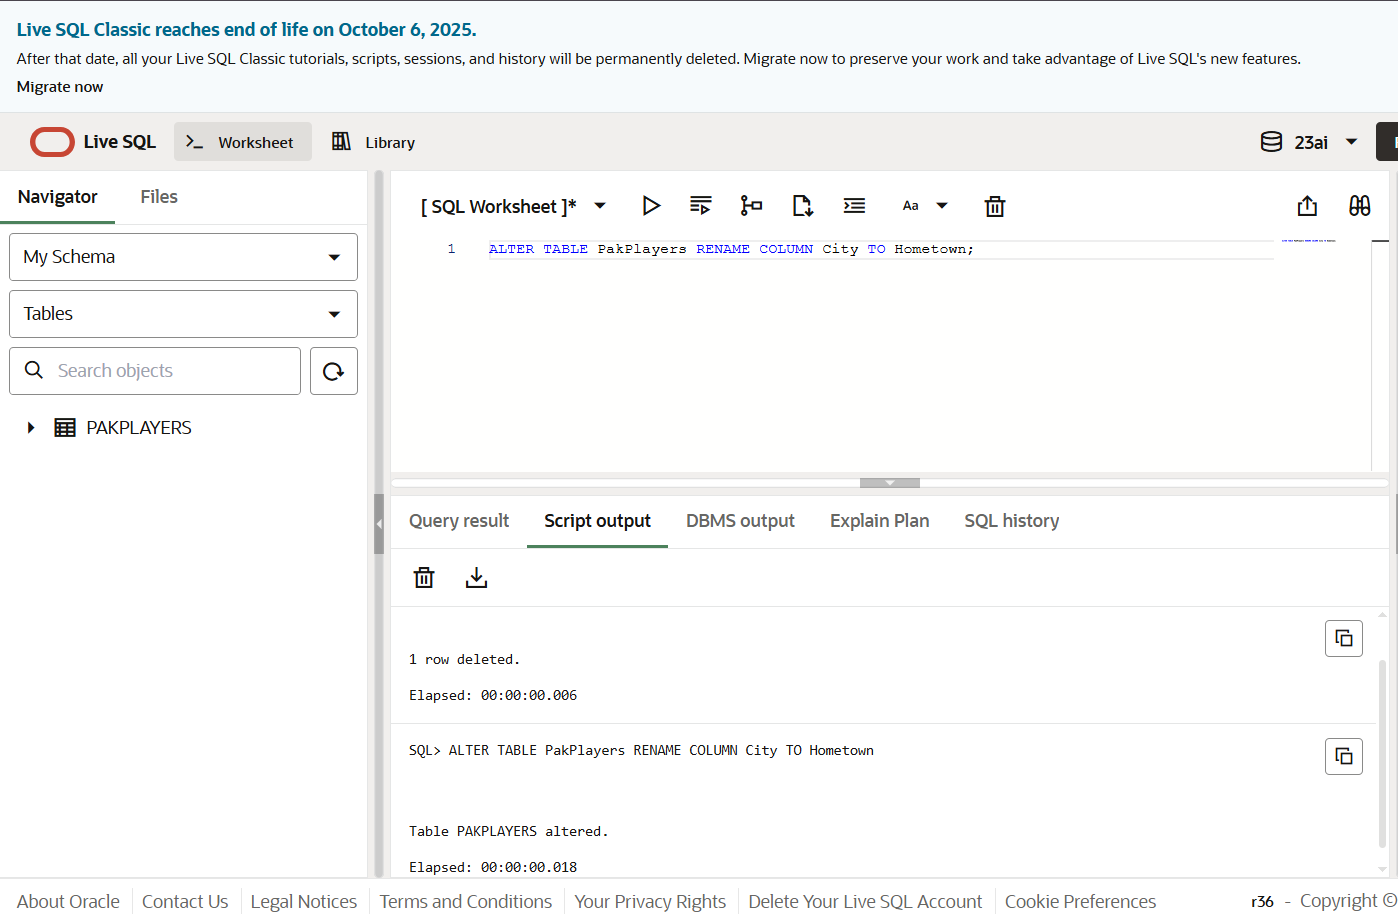 Live SQL Classic reaches end of life on October 6, 2025.
After that date, all your Live SQL Classic tutorials, scripts, sessions, and history will be permanently deleted. Migrate now to preserve your work and take advantage of Live SQL's new features.
Migrate now
Live SQL
Worksheet
Library
23ai
Navigator
Files
My Schema
Tables
Search objects
PAKPLAYERS
[ SQL Worksheet ]*
Aa
1 ALTER TABLE PakPlayers RENAME COLUMN City TO Hometown;
Query result
Script output
DBMS output
Explain Plan
SQL history
1 row deleted.
Elapsed: 00:00:00.006
SQL> ALTER TABLE PakPlayers RENAME COLUMN City TO Hometown
Table PAKPLAYERS altered.
Elapsed: 00:00:00.018
About Oracle
Contact Us
Legal Notices
Terms and Conditions
Your Privacy Rights
Delete Your Live SQL Account
Cookie Preferences
r36 - Copyright ©